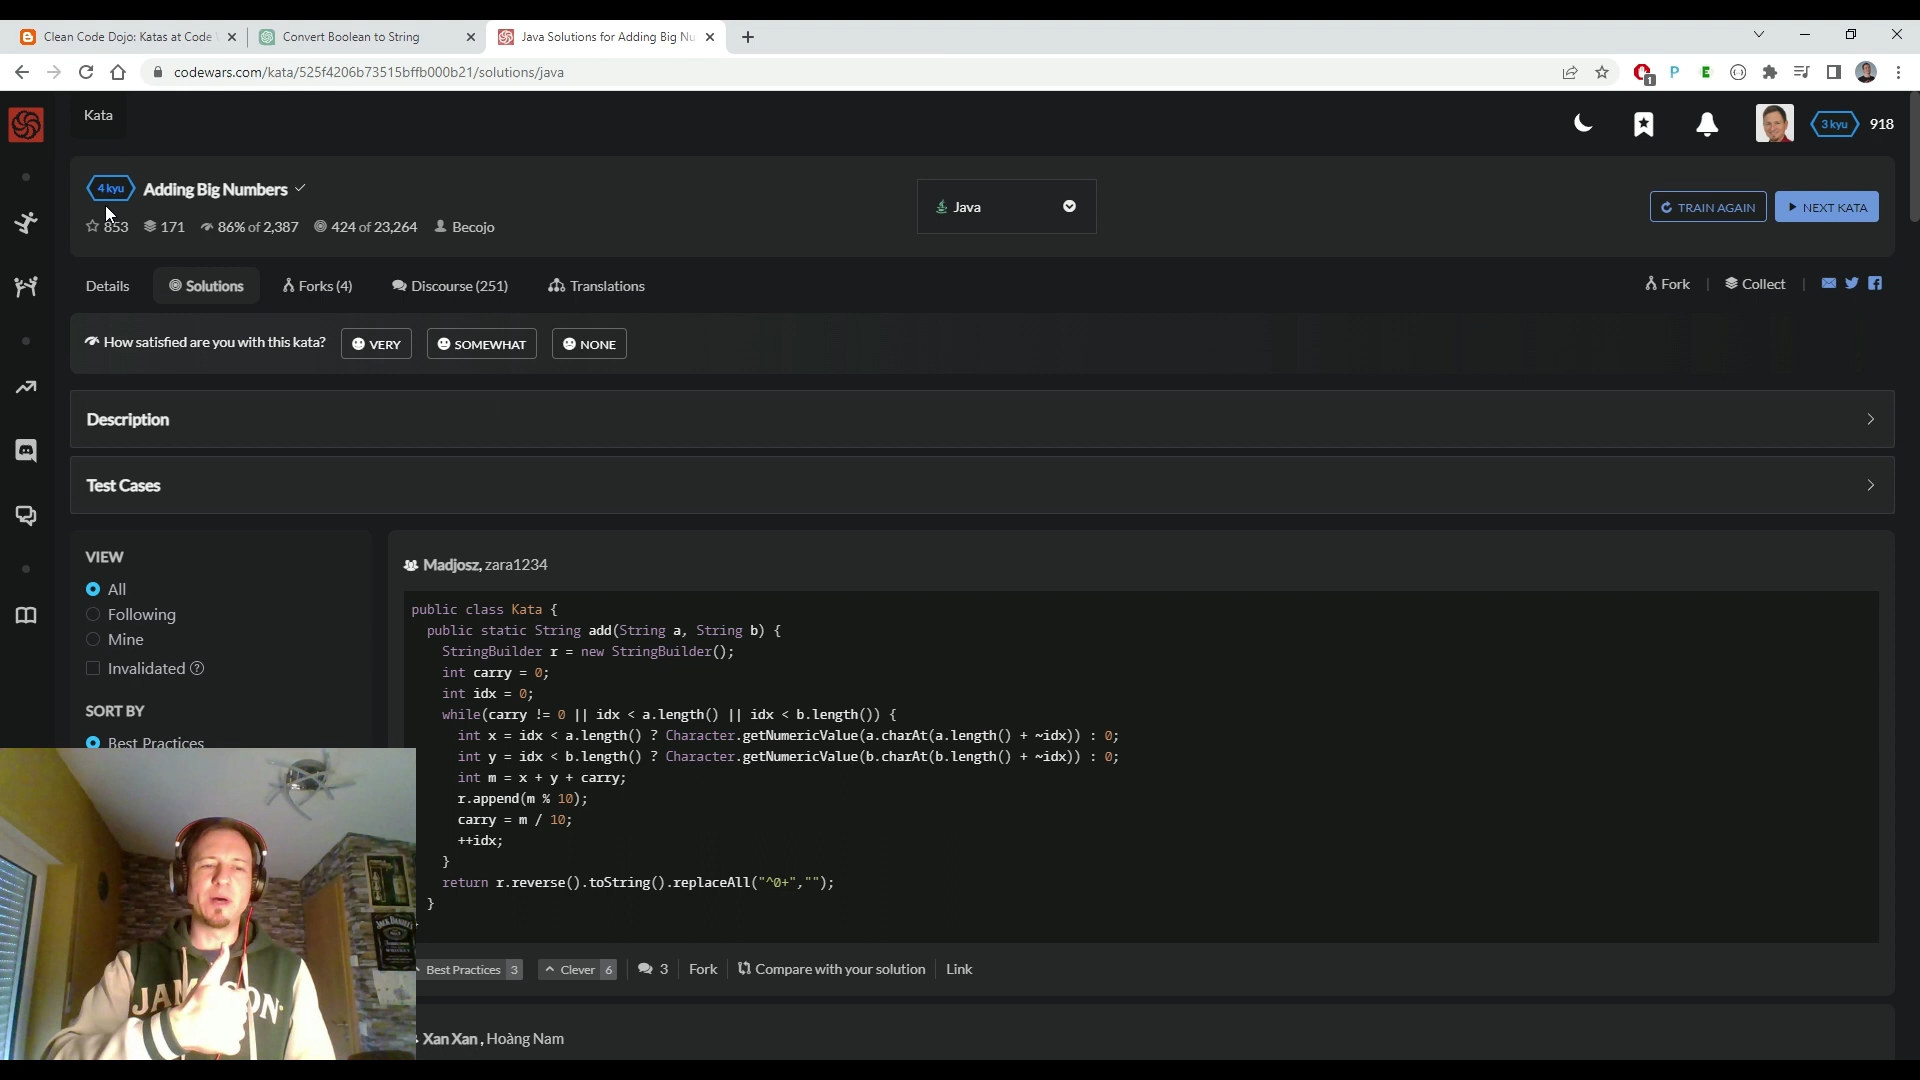 Clean Code Dojo: Katas at Code
Convert Boolean to String
Java Solutions for Adding Big Nu
codewars.com/kata/525f4206b73515bffb000b21/solutions/java
1
P
E
Kata
3 kyu
918
4 kyu
Adding Big Numbers
853
171
86% of 2,387
424 of 23,264
Becojo
Java
TRAIN AGAIN
NEXT KATA
Details
Solutions
Forks (4)
Discourse (251)
Translations
Fork
Collect
How satisfied are you with this kata?
VERY
SOMEWHAT
NONE
Description
Test Cases
VIEW
All
Following
Mine
Invalidated
SORT BY
Best Practices
Madjosz, zara1234
public class Kata {
public static String add(String a, String b) {
StringBuilder r = new StringBuilder();
int carry = 0;
int idx = 0;
while(carry != 0 || idx < a.length() || idx < b.length()) {
int x = idx < a.length() ? Character.getNumericValue(a.charAt(a.length() + ~idx)) : 0;
int y = idx < b.length() ? Character.getNumericValue(b.charAt(b.length() + ~idx)) : 0;
int m = x + y + carry;
r.append(m % 10);
carry = m / 10;
++idx;
}
return r.reverse().toString().replaceAll("^0+","");
}
Best Practices 3
Clever 6
3
Fork
Compare with your solution
Link
Xan Xan , Hoàng Nam
JACK DANIEL'S